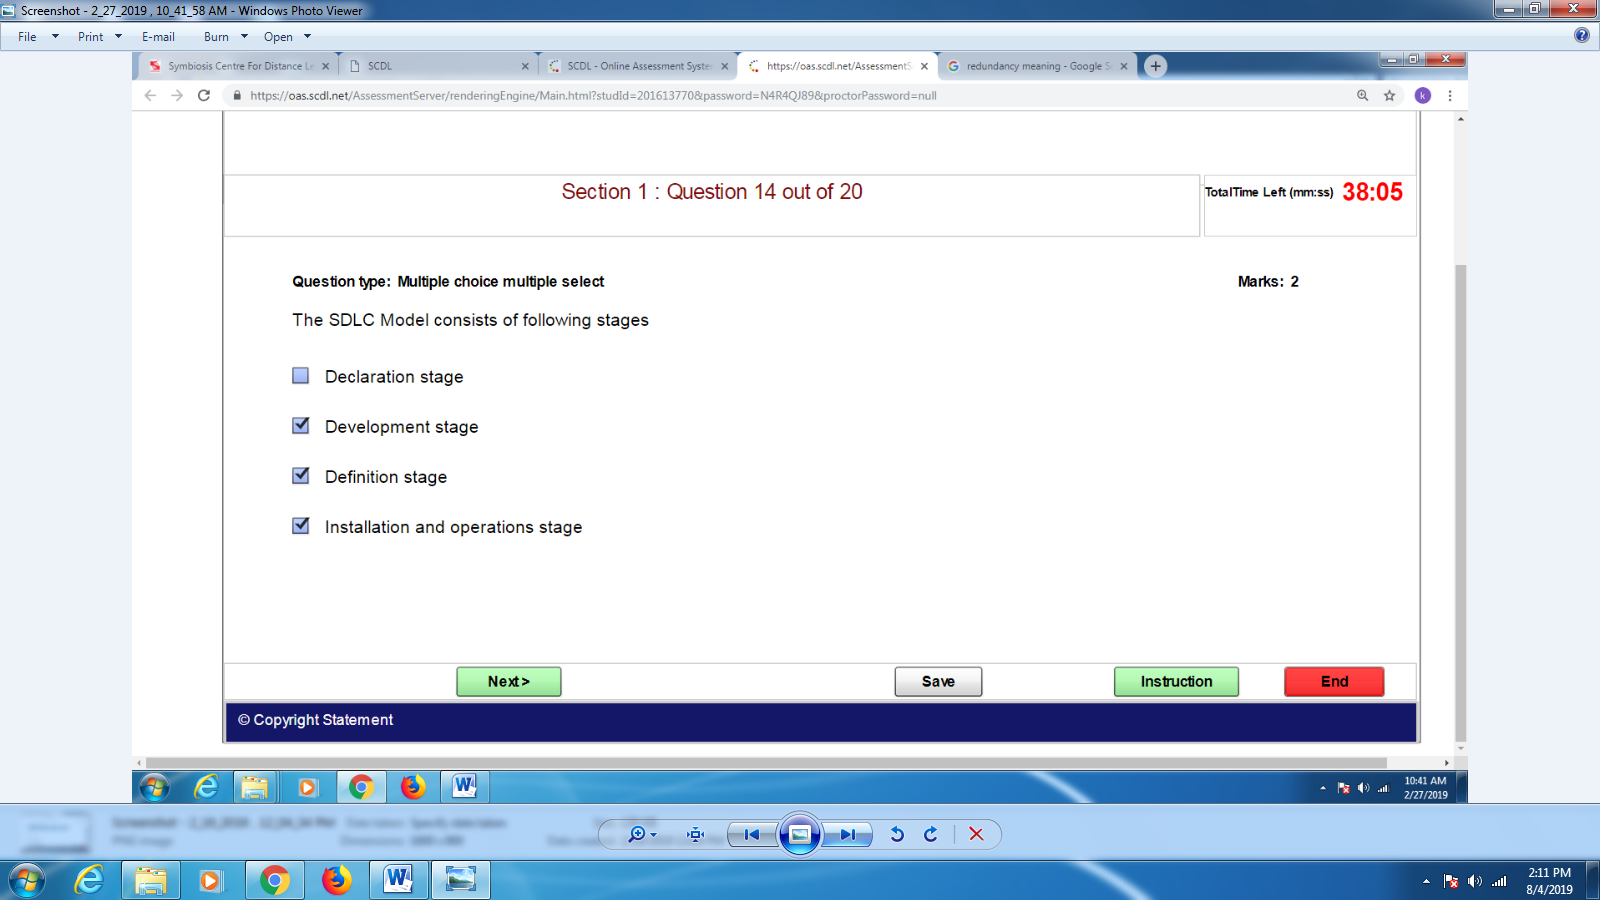 Screenshot - 2_27_2019 , 10_41_58 AM - Windows Photo Viewer
File Print E-mail Burn Open
Symbiosis Centre For Distance Le SCDL SCDL - Online Assessment Syste https://oas.scdl.net/AssessmentS redundancy meaning - Google S
https://oas.scdl.net/AssessmentServer/renderingEngine/Main.html?studId=201613770&password=N4R4QJ89&proctorPassword=null k
Section 1 : Question 14 out of 20
TotalTime Left (mm:ss) 38:05
Question type: Multiple choice multiple select Marks: 2
The SDLC Model consists of following stages
Declaration stage
Development stage
Definition stage
Installation and operations stage
Next> Save Instruction End
© Copyright Statement
10:41 AM
2/27/2019
2:11 PM
8/4/2019